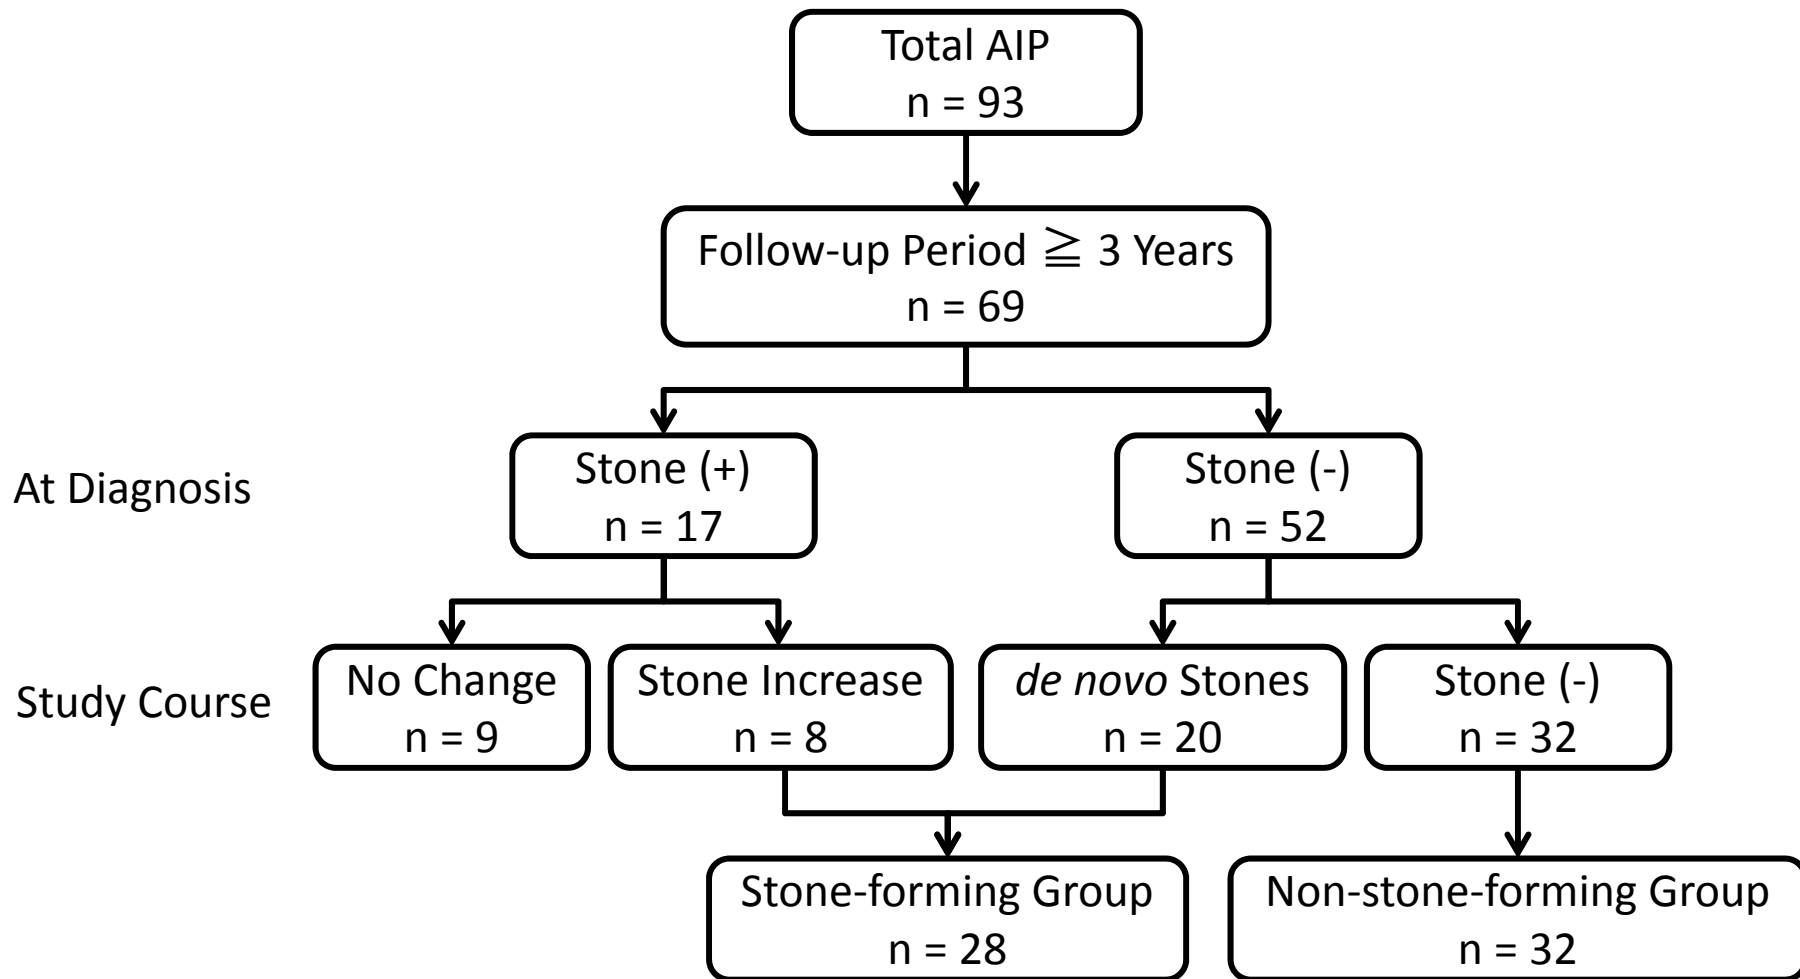 Total AIP
n = 93
Follow-up Period ≧ 3 Years
n = 69
At Diagnosis
Stone (+)
n = 17
Stone (-)
n = 52
Study Course
No Change
n = 9
Stone Increase
n = 8
de novo Stones
n = 20
Stone (-)
n = 32
Stone-forming Group
n = 28
Non-stone-forming Group
n = 32